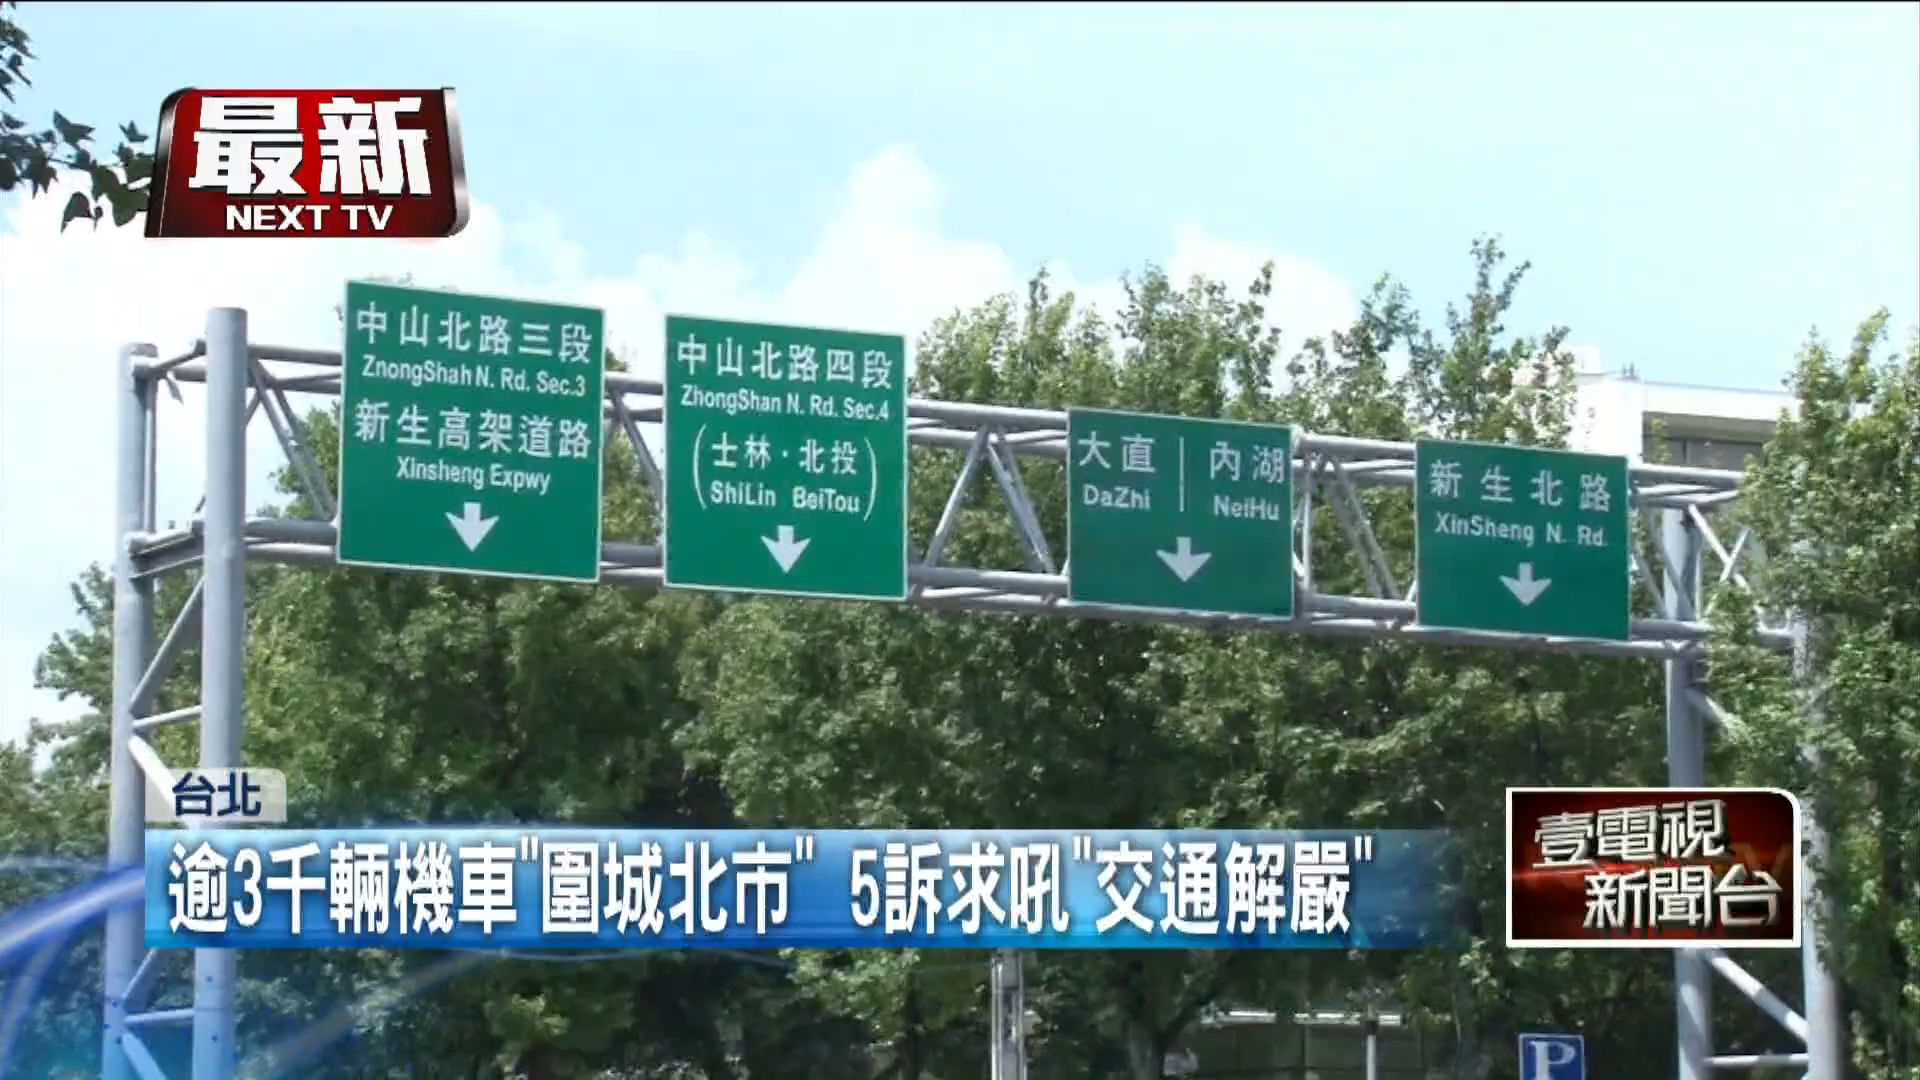 最新
NEXT TV
中山北路三段
ZnongShah N. Rd. Sec.3
新生高架道路
Xinsheng Expwy
中山北路四段
ZhongShan N. Rd. Sec.4
(士林·北投)
ShiLin BeiTou
大直 | 內湖
DaZhi NeiHu
新生北路
XinSheng N. Rd.
台北
逾3千輛機車"圍城北市" 5訴求吼"交通解嚴"
壹電視
新聞台
P